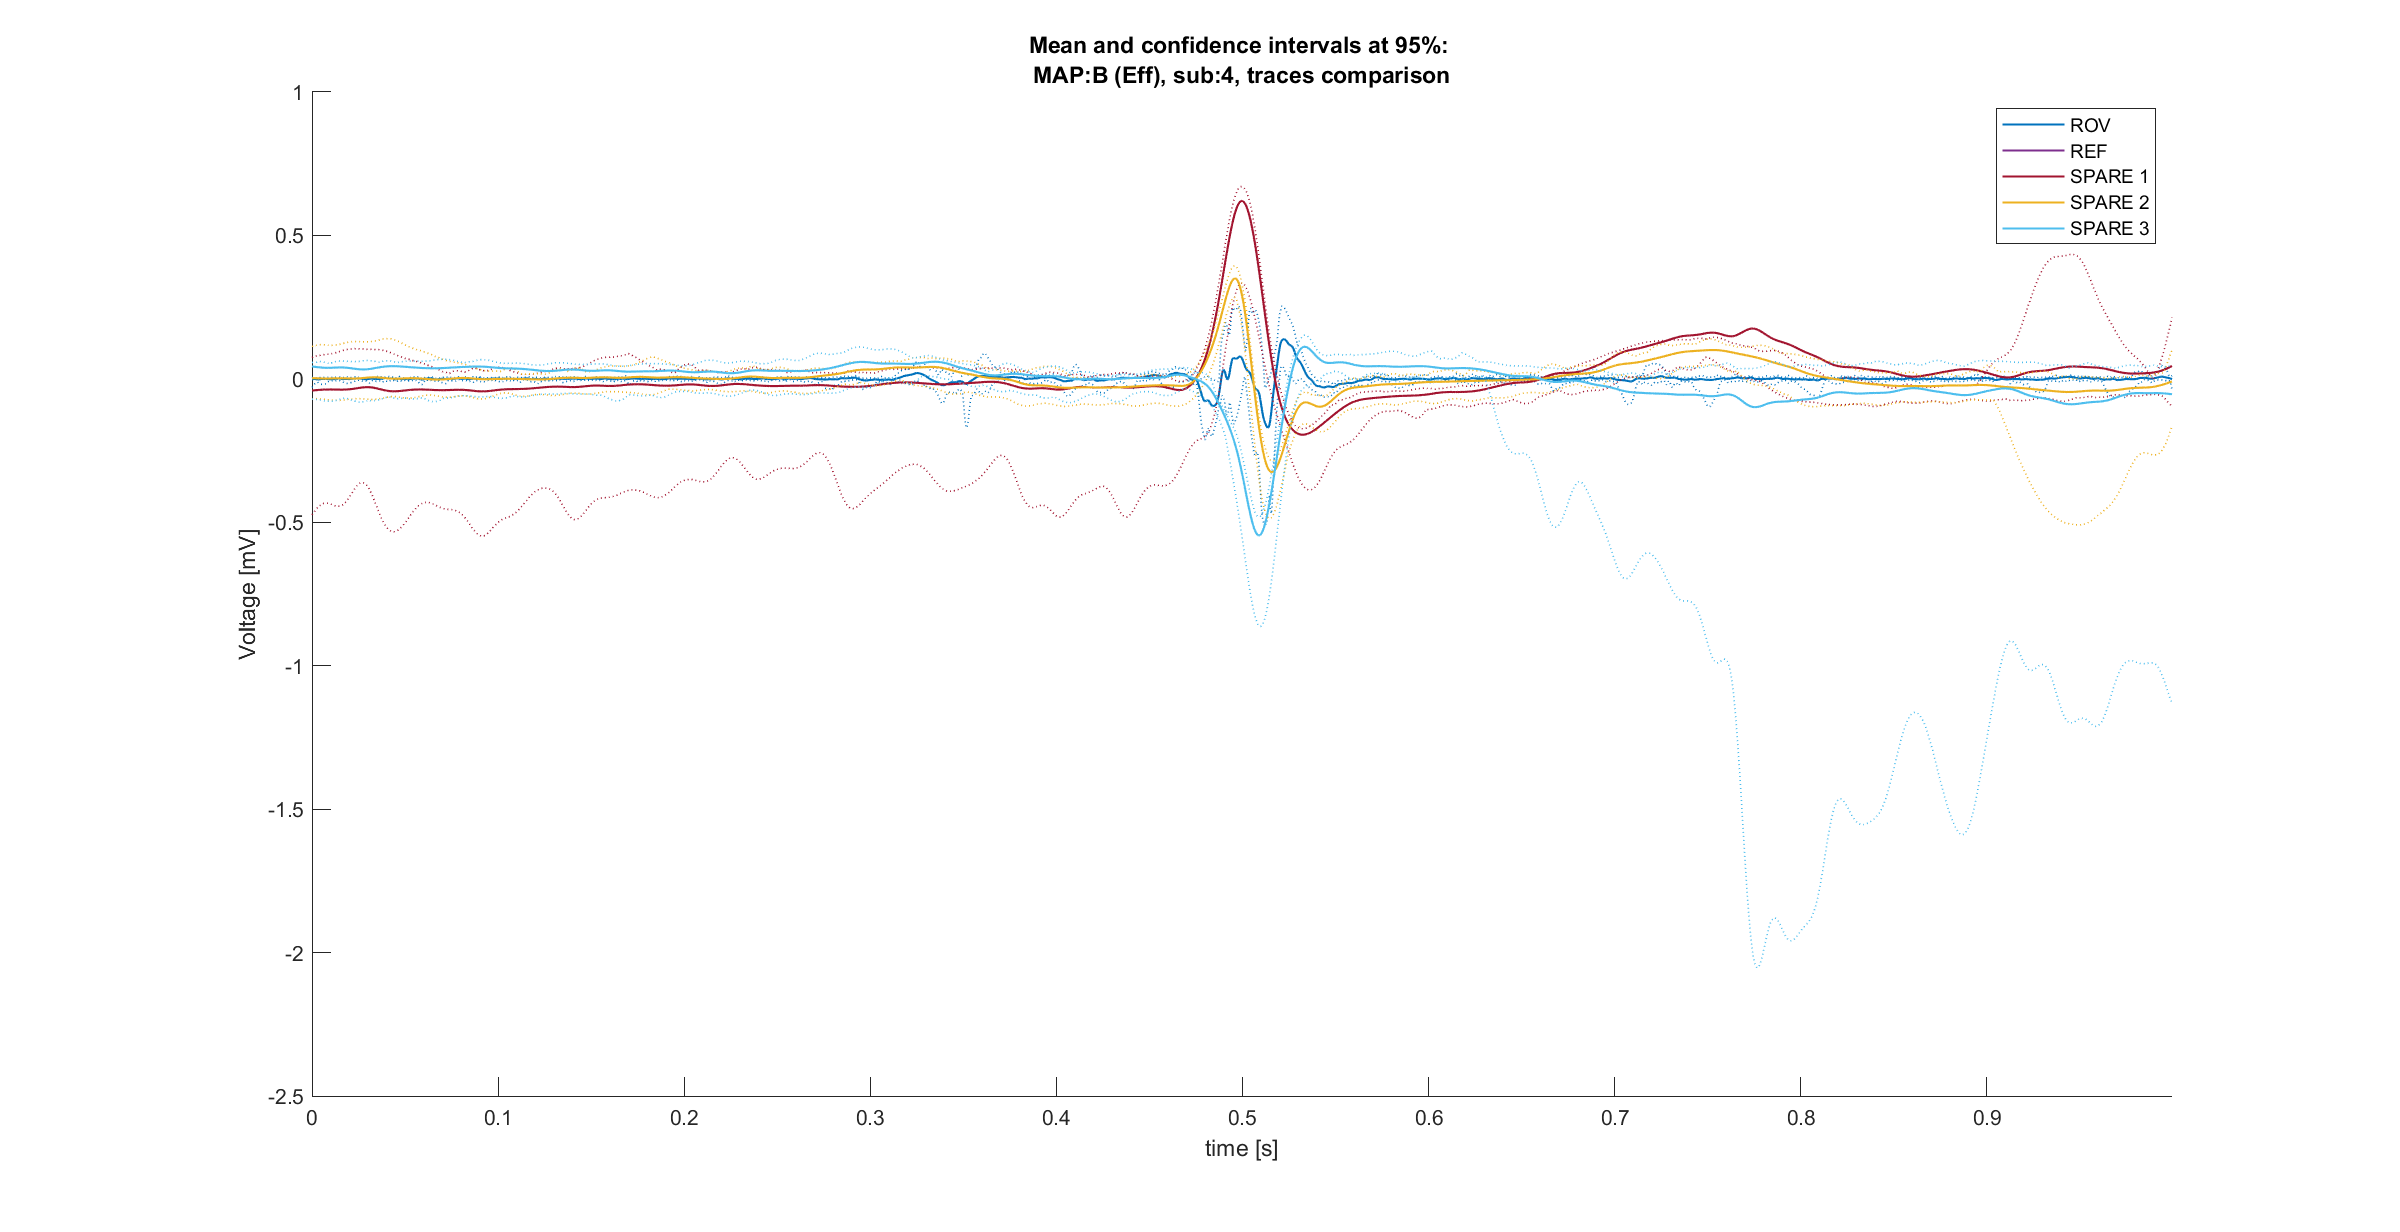 Mean and confidence intervals at 95%:
MAP:B (Eff), sub:4, traces comparison
1
0.5
0
-0.5
-1
-1.5
-2
-2.5
Voltage [mV]
0
0.1
0.2
0.3
0.4
0.5
0.6
0.7
0.8
0.9
time [s]
ROV
REF
SPARE 1
SPARE 2
SPARE 3